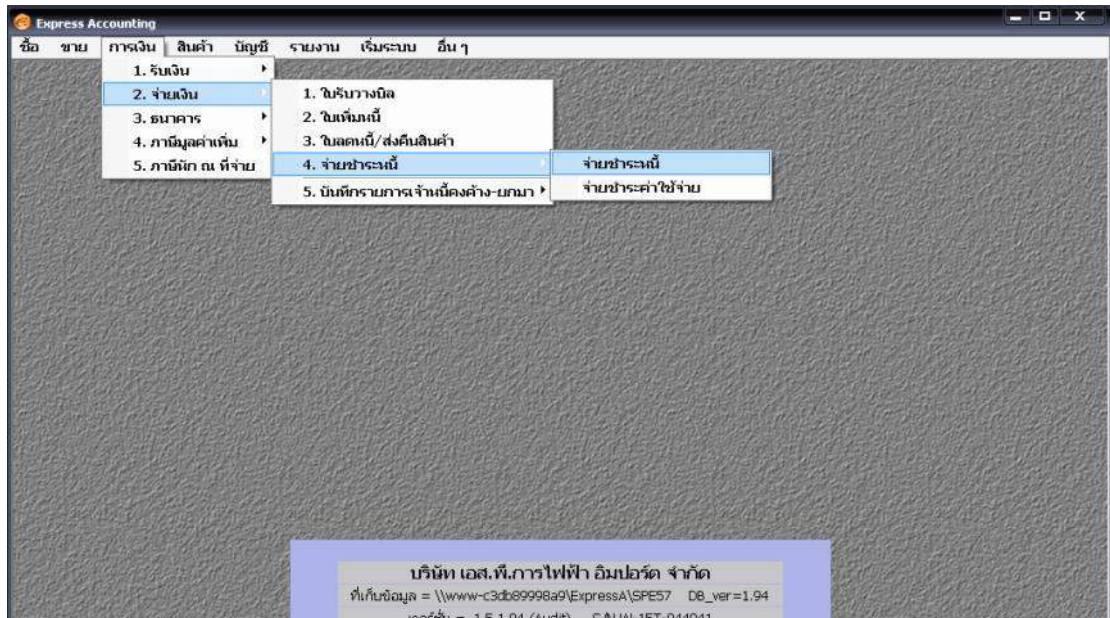 Express Accounting
ซื้อ ขาย การเงิน สินค้า บัญชี รายงาน เริ่มระบบ อื่น ๆ
1. รับเงิน
2. จ่ายเงิน
3. ธนาคาร
4. ภาษีมูลค่าเพิ่ม
5. ภาษีหัก ณ ที่จ่าย
1. ใบรับวางบิล
2. ใบเพิ่มหนี้
3. ใบลดหนี้/ส่งคืนสินค้า
4. จ่ายชำระหนี้
5. บันทึกรายการเจ้าหนี้คงค้าง-ยกมา
จ่ายชำระหนี้
จ่ายชำระค่าใช้จ่าย
บริษัท เอส.พี.การไฟฟ้า อิมปอร์ต จำกัด
ที่เก็บข้อมูล = \\www-c3db89998a9\ExpressA\SPE57 DB_ver=1.94